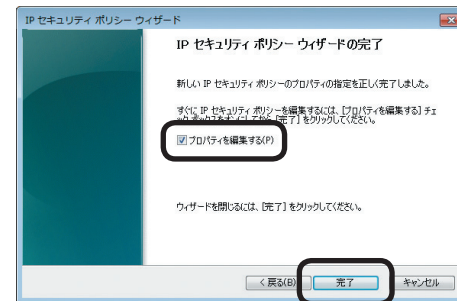 IP セキュリティ ポリシー ウィザード
IP セキュリティ ポリシー ウィザードの完了
新しい IP セキュリティ ポリシーのプロパティの指定を正しく完了しました。
すぐに IP セキュリティ ポリシーを編集するには、[プロパティを編集する] チェ
ック ボックスをオンにしてから、[完了] をクリックしてください。
プロパティを編集する(P)
ウィザードを閉じるには、[完了] をクリックしてください。
< 戻る(B)
完了
キャンセル